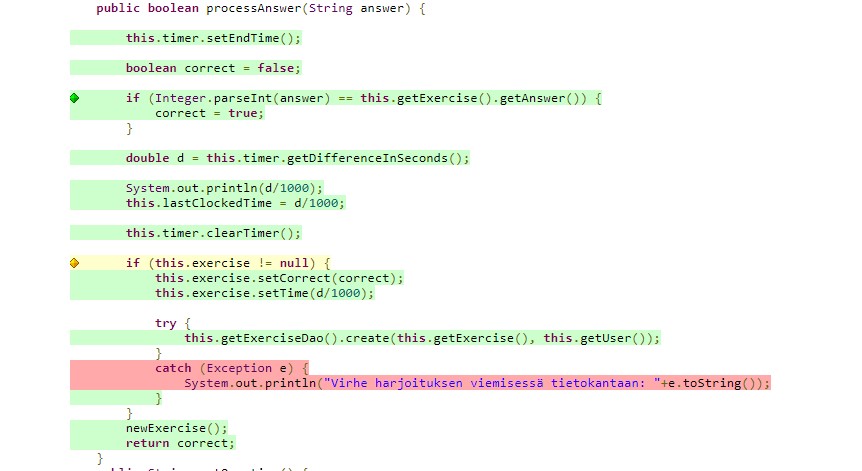 public boolean processAnswer(String answer) {
this.timer.setEndTime();
boolean correct = false;
if (Integer.parseInt(answer) == this.getExercise().getAnswer()) {
correct = true;
}
double d = this.timer.getDifferenceInSeconds();
System.out.println(d/1000);
this.lastClockedTime = d/1000;
this.timer.clearTimer();
if (this.exercise != null) {
this.exercise.setCorrect(correct);
this.exercise.setTime(d/1000);
try {
this.getExerciseDao().create(this.getExercise(), this.getUser());
}
catch (Exception e) {
System.out.println("Virhe harjoituksen viemisessä tietokantaan: "+e.toString());
}
}
newExercise();
return correct;
}